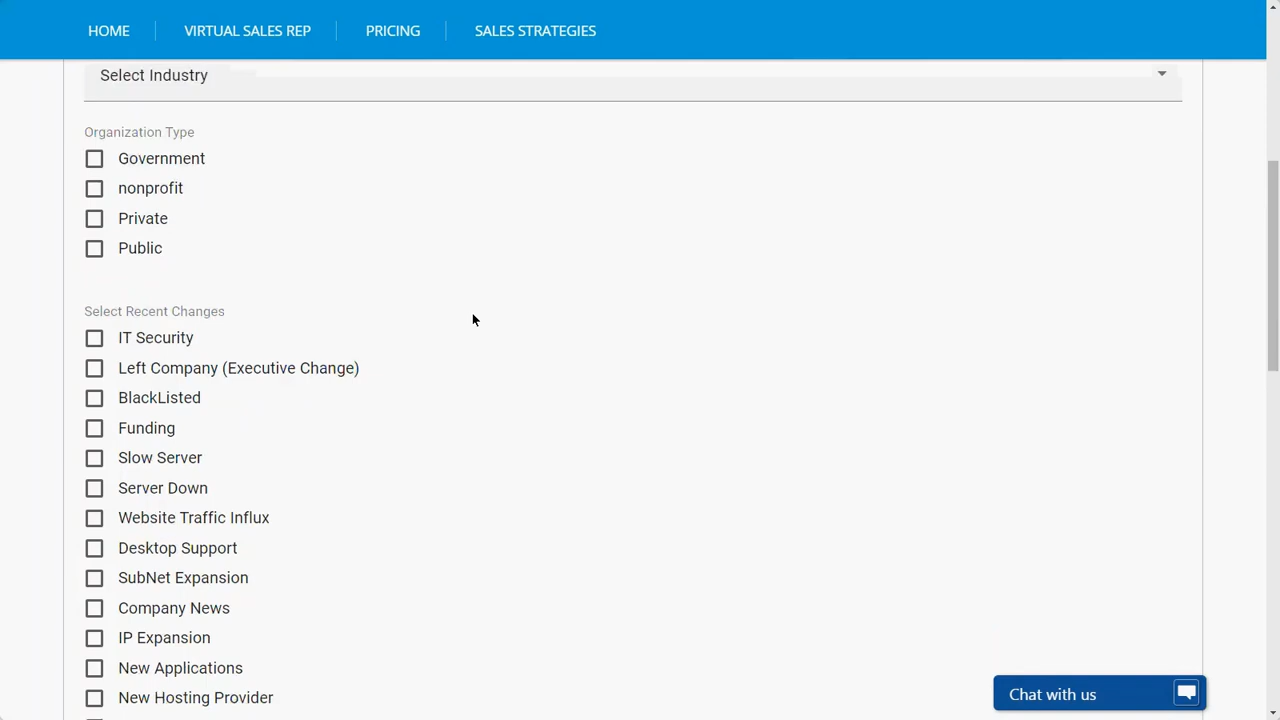 HOME VIRTUAL SALES REP PRICING SALES STRATEGIES
Select Industry
Organization Type
Government
nonprofit
Private
Public
Select Recent Changes
IT Security
Left Company (Executive Change)
BlackListed
Funding
Slow Server
Server Down
Website Traffic Influx
Desktop Support
SubNet Expansion
Company News
IP Expansion
New Applications
New Hosting Provider
Chat with us